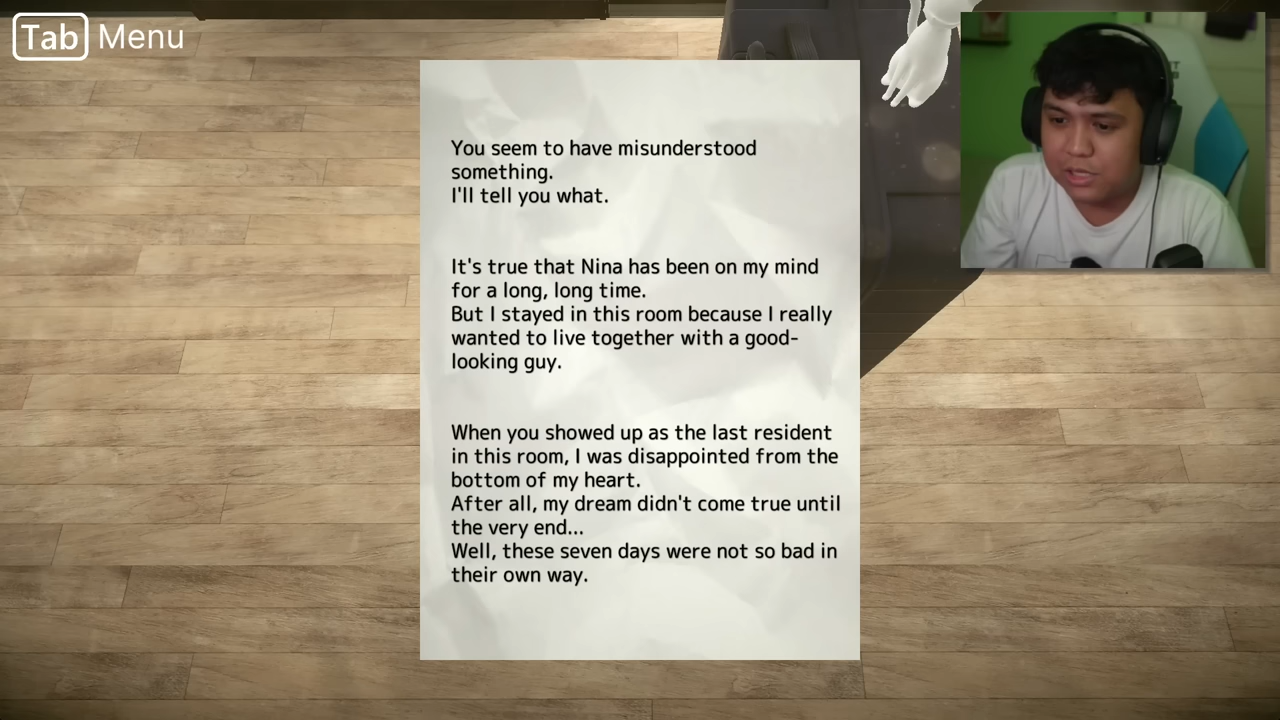 Tab Menu
You seem to have misunderstood
something.
I'll tell you what.
It's true that Nina has been on my mind
for a long, long time.
But I stayed in this room because I really
wanted to live together with a good-
looking guy.
When you showed up as the last resident
in this room, I was disappointed from the
bottom of my heart.
After all, my dream didn't come true until
the very end...
Well, these seven days were not so bad in
their own way.